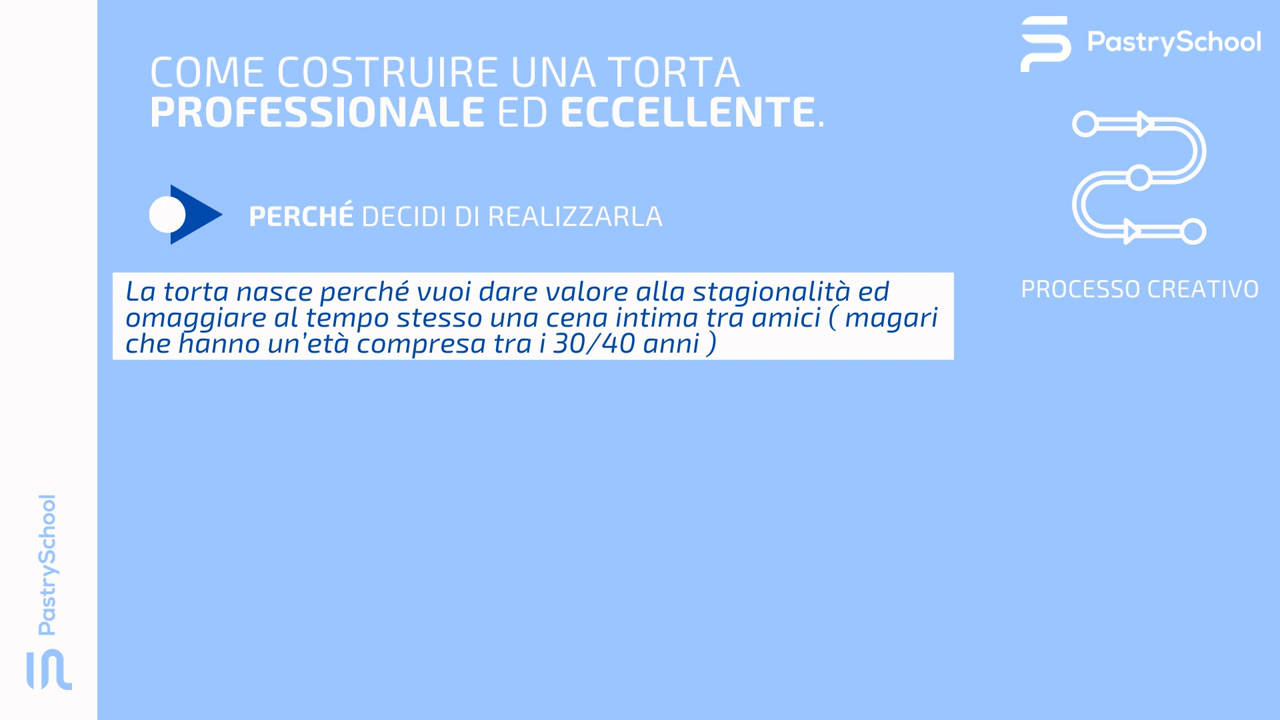 COME COSTRUIRE UNA TORTA
PROFESSIONALE ED ECCELLENTE.
PastrySchool
PERCHÉ DECIDI DI REALIZZARLA
PROCESSO CREATIVO
La torta nasce perché vuoi dare valore alla stagionalità ed
omaggiare al tempo stesso una cena intima tra amici ( magari
che hanno un'età compresa tra i 30/40 anni )
PastrySchool